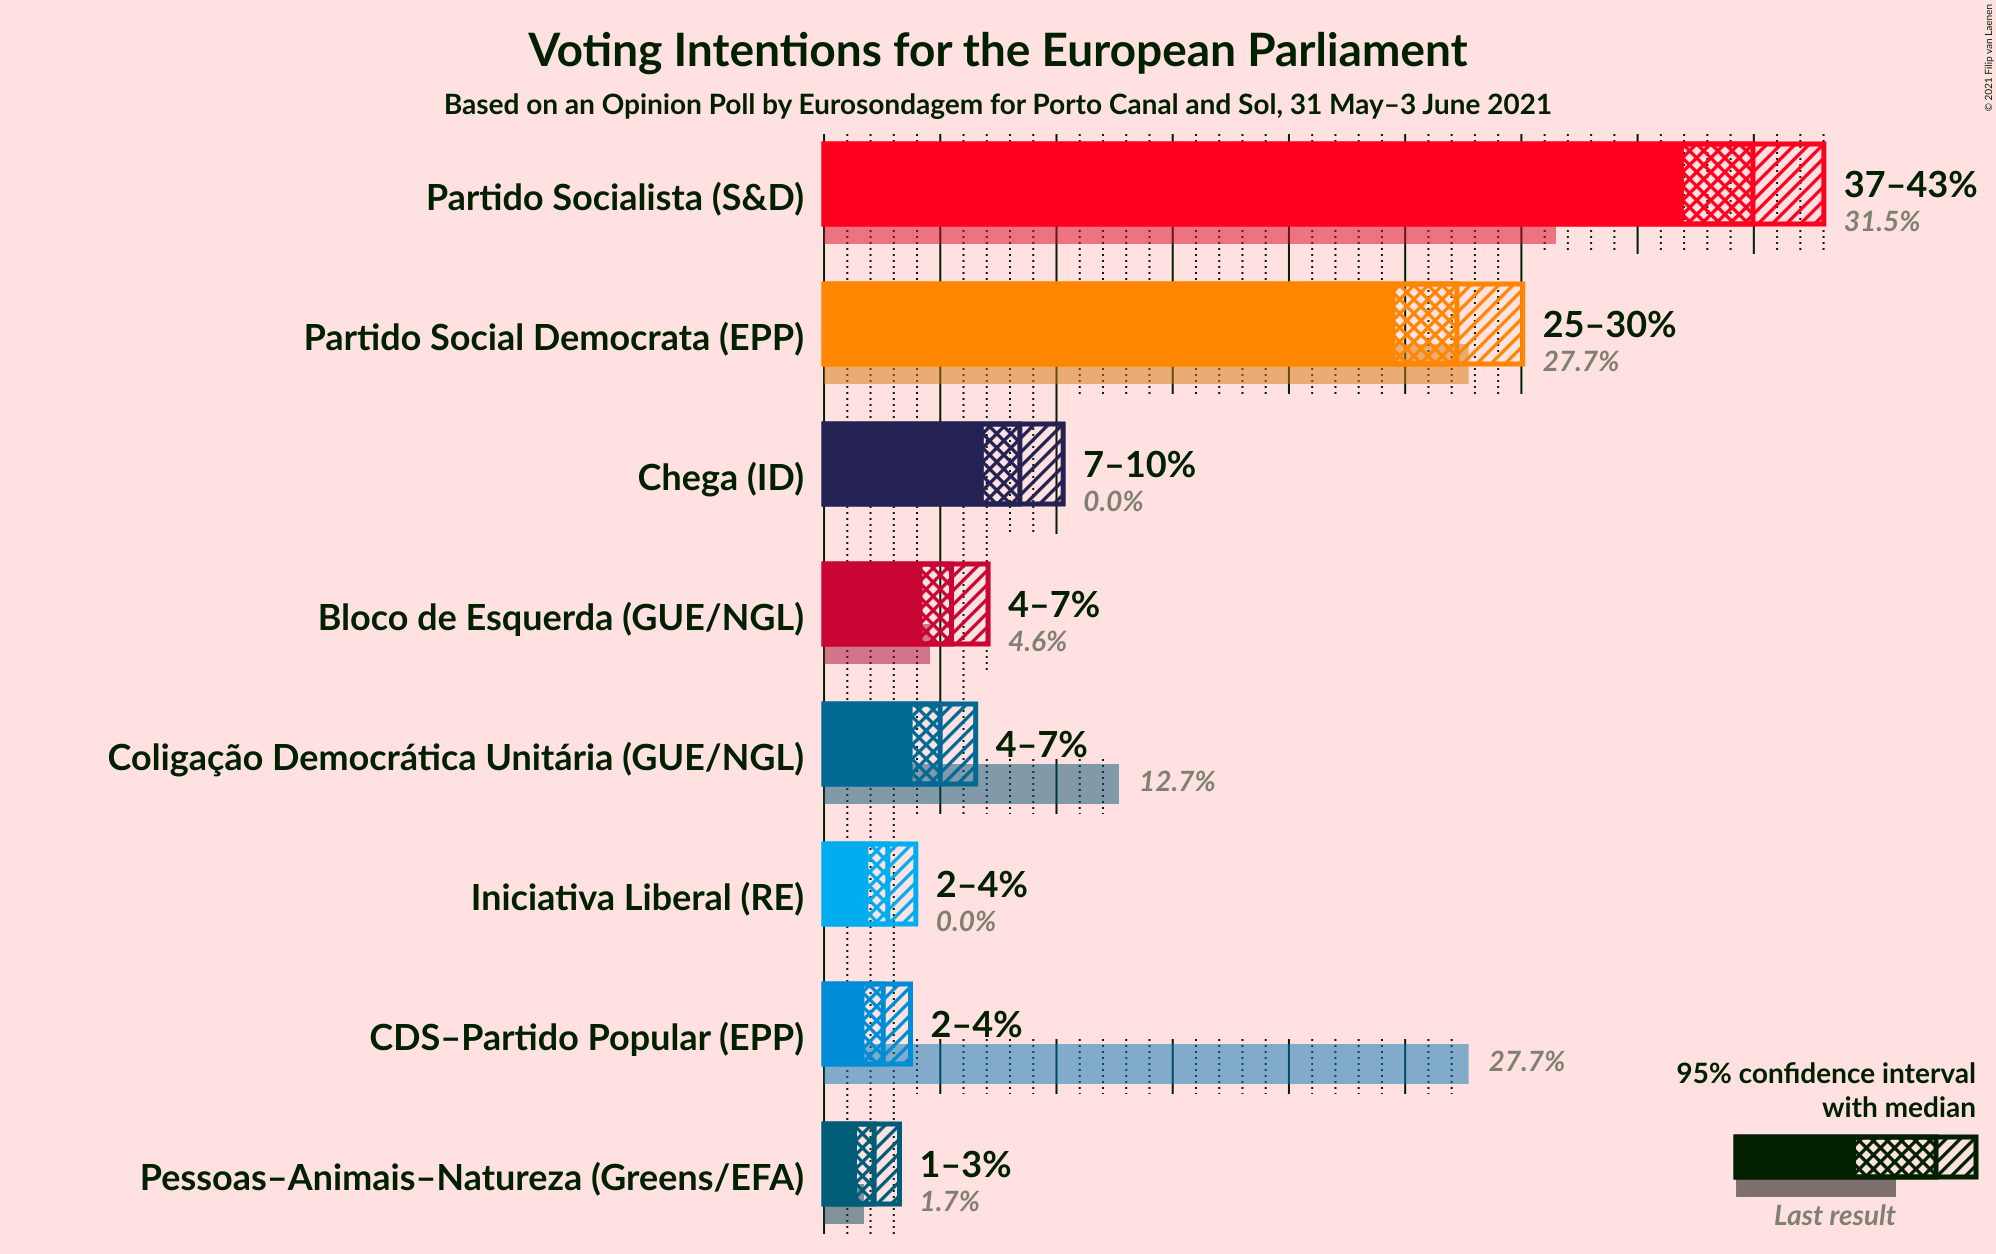 Voting Intentions for the European Parliament
Based on an Opinion Poll by Eurosondagem for Porto Canal and Sol, 31 May–3 June 2021
© 2021 Filip van Laenen
Partido Socialista (S&D)
37–43%
31.5%
Partido Social Democrata (EPP)
25–30%
27.7%
Chega (ID)
7–10%
0.0%
Bloco de Esquerda (GUE/NGL)
4–7%
4.6%
Coligação Democrática Unitária (GUE/NGL)
4–7%
12.7%
Iniciativa Liberal (RE)
2–4%
0.0%
CDS–Partido Popular (EPP)
2–4%
27.7%
Pessoas–Animais–Natureza (Greens/EFA)
1–3%
1.7%
95% confidence interval
with median
Last result